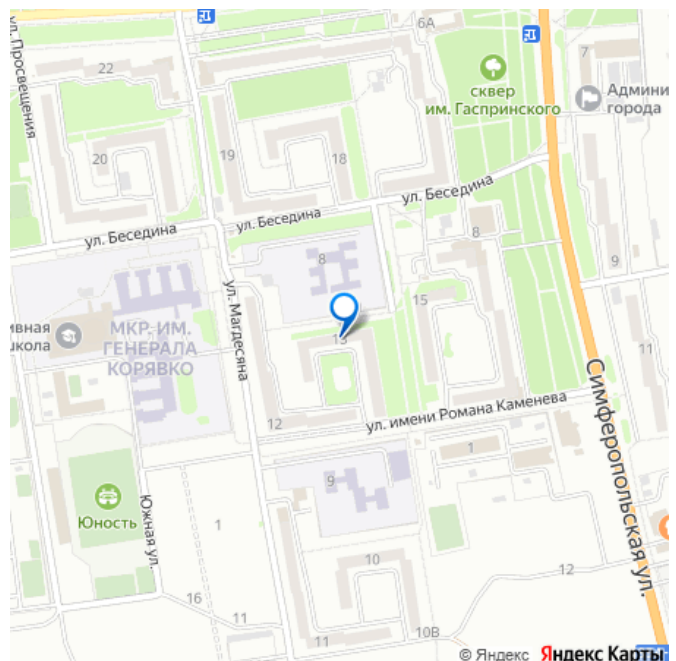 ул. Просвещения
22
6А
сквер
им. Гаспринского
7
Админи
города
20
19
18
ул. Беседина
ул. Беседина
ул. Беседина
8
8
9
15
ул. Магдесяна
ивная
школа
МКР. ИМ.
ГЕНЕРАЛА
КОРЯВКО
13
11
Симферопольская ул.
12
ул. имени Романа Каменева
1
9
Юность
Южная ул.
1
10
12
16
11
11
10В
© Яндекс Яндекс Карты